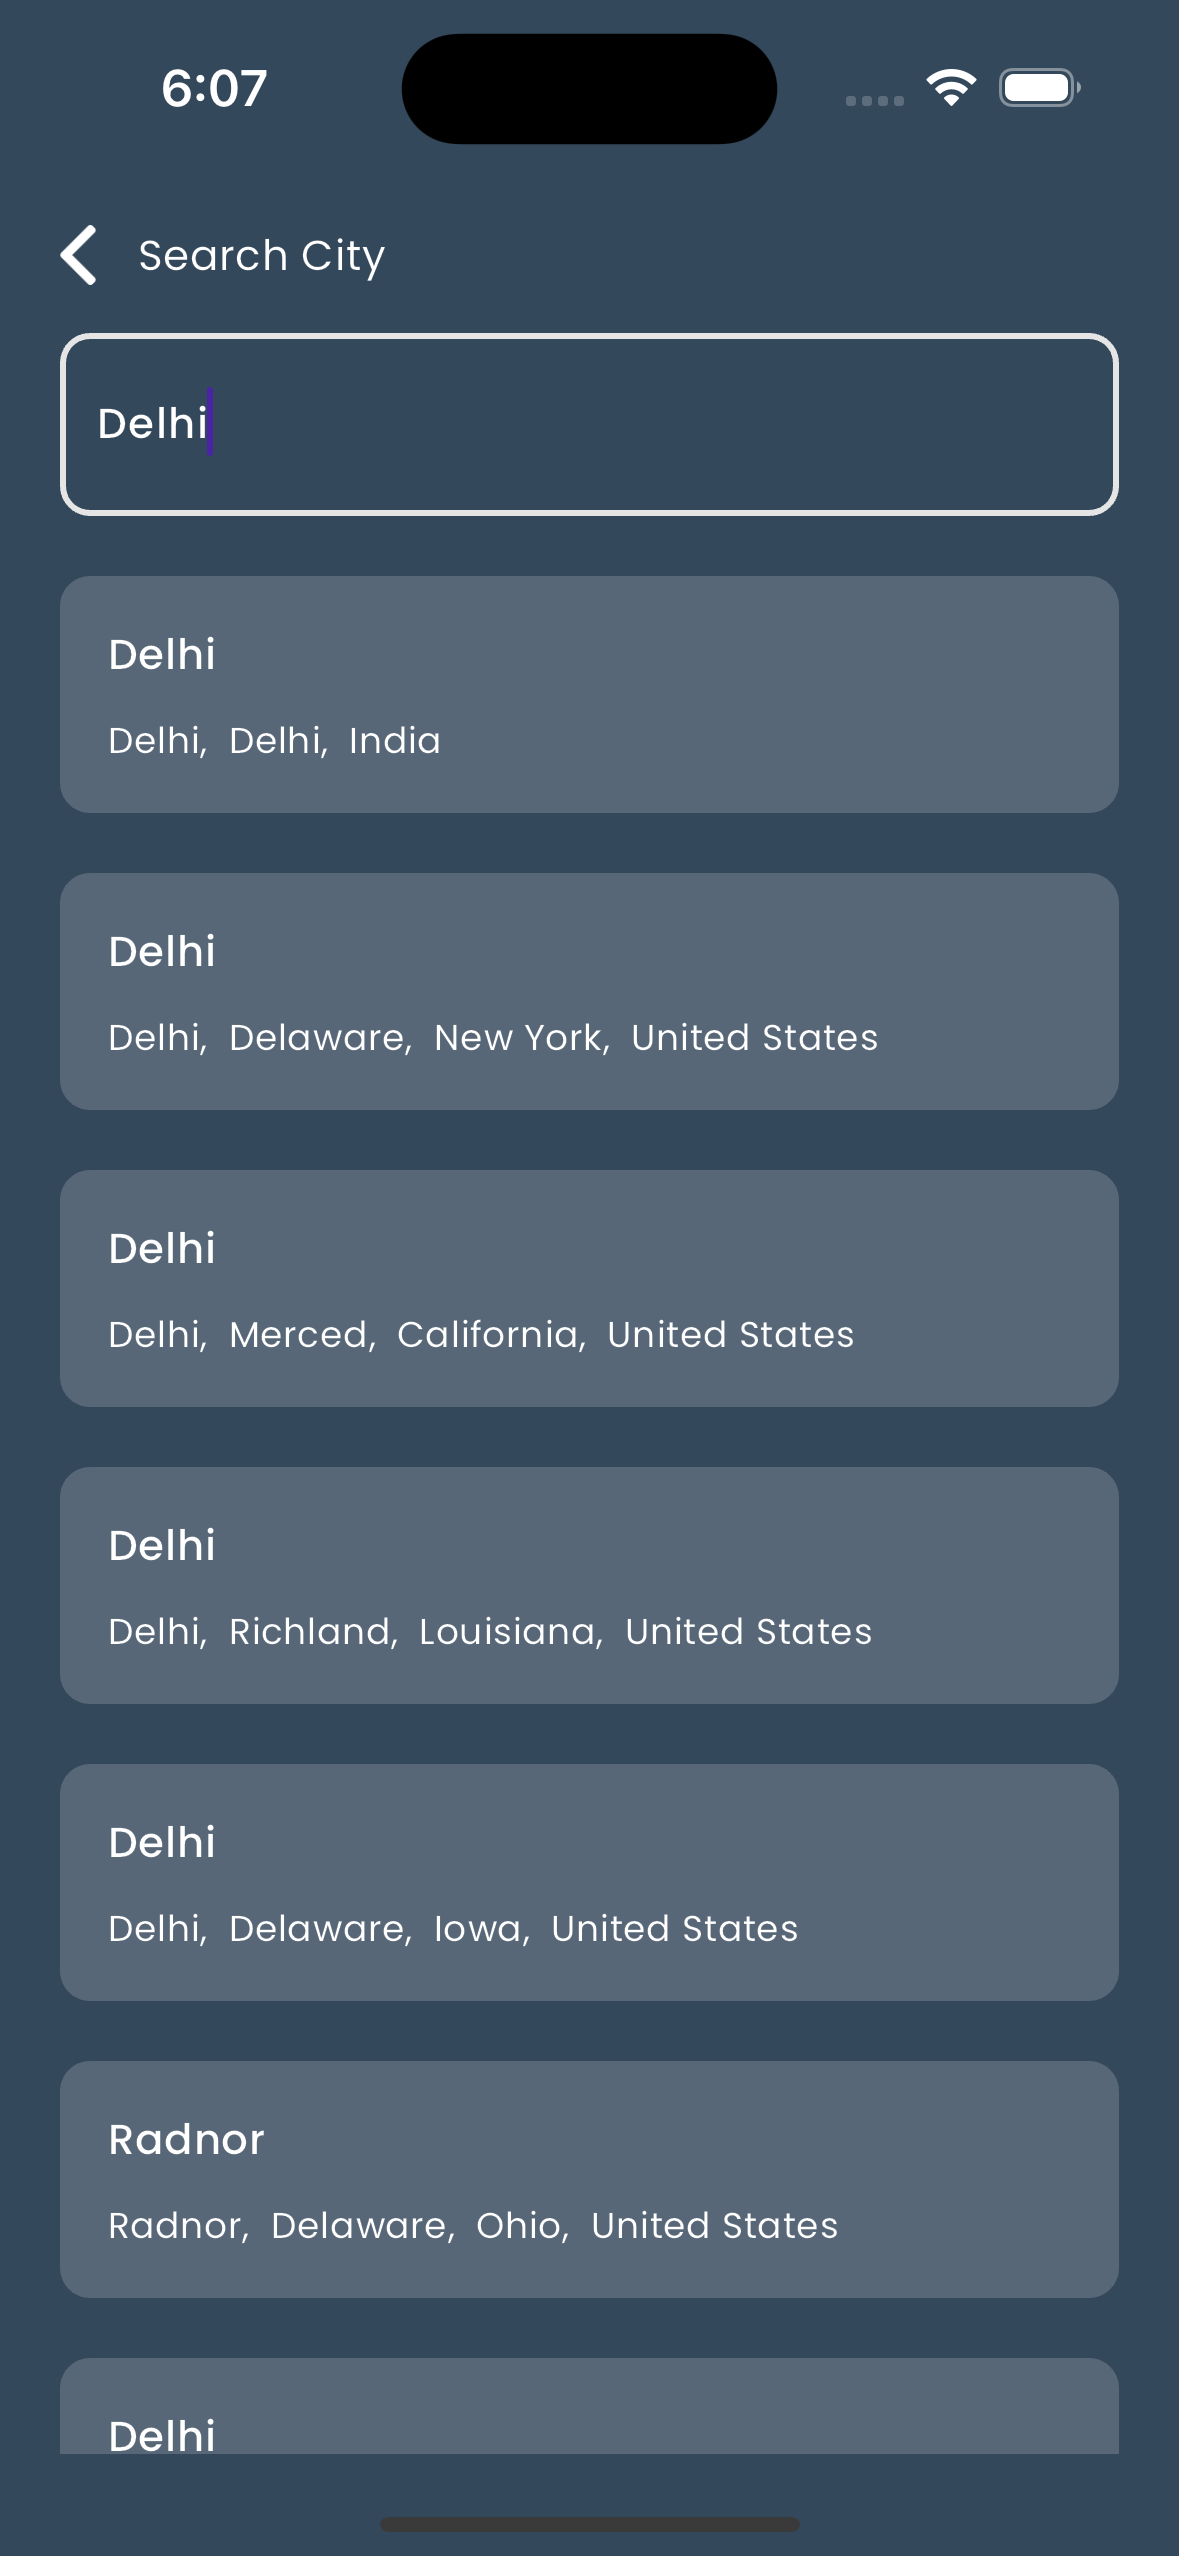 6:07
Search City
Delhi
Delhi
Delhi, Delhi, India
Delhi
Delhi, Delaware, New York, United States
Delhi
Delhi, Merced, California, United States
Delhi
Delhi, Richland, Louisiana, United States
Delhi
Delhi, Delaware, Iowa, United States
Radnor
Radnor, Delaware, Ohio, United States
Delhi